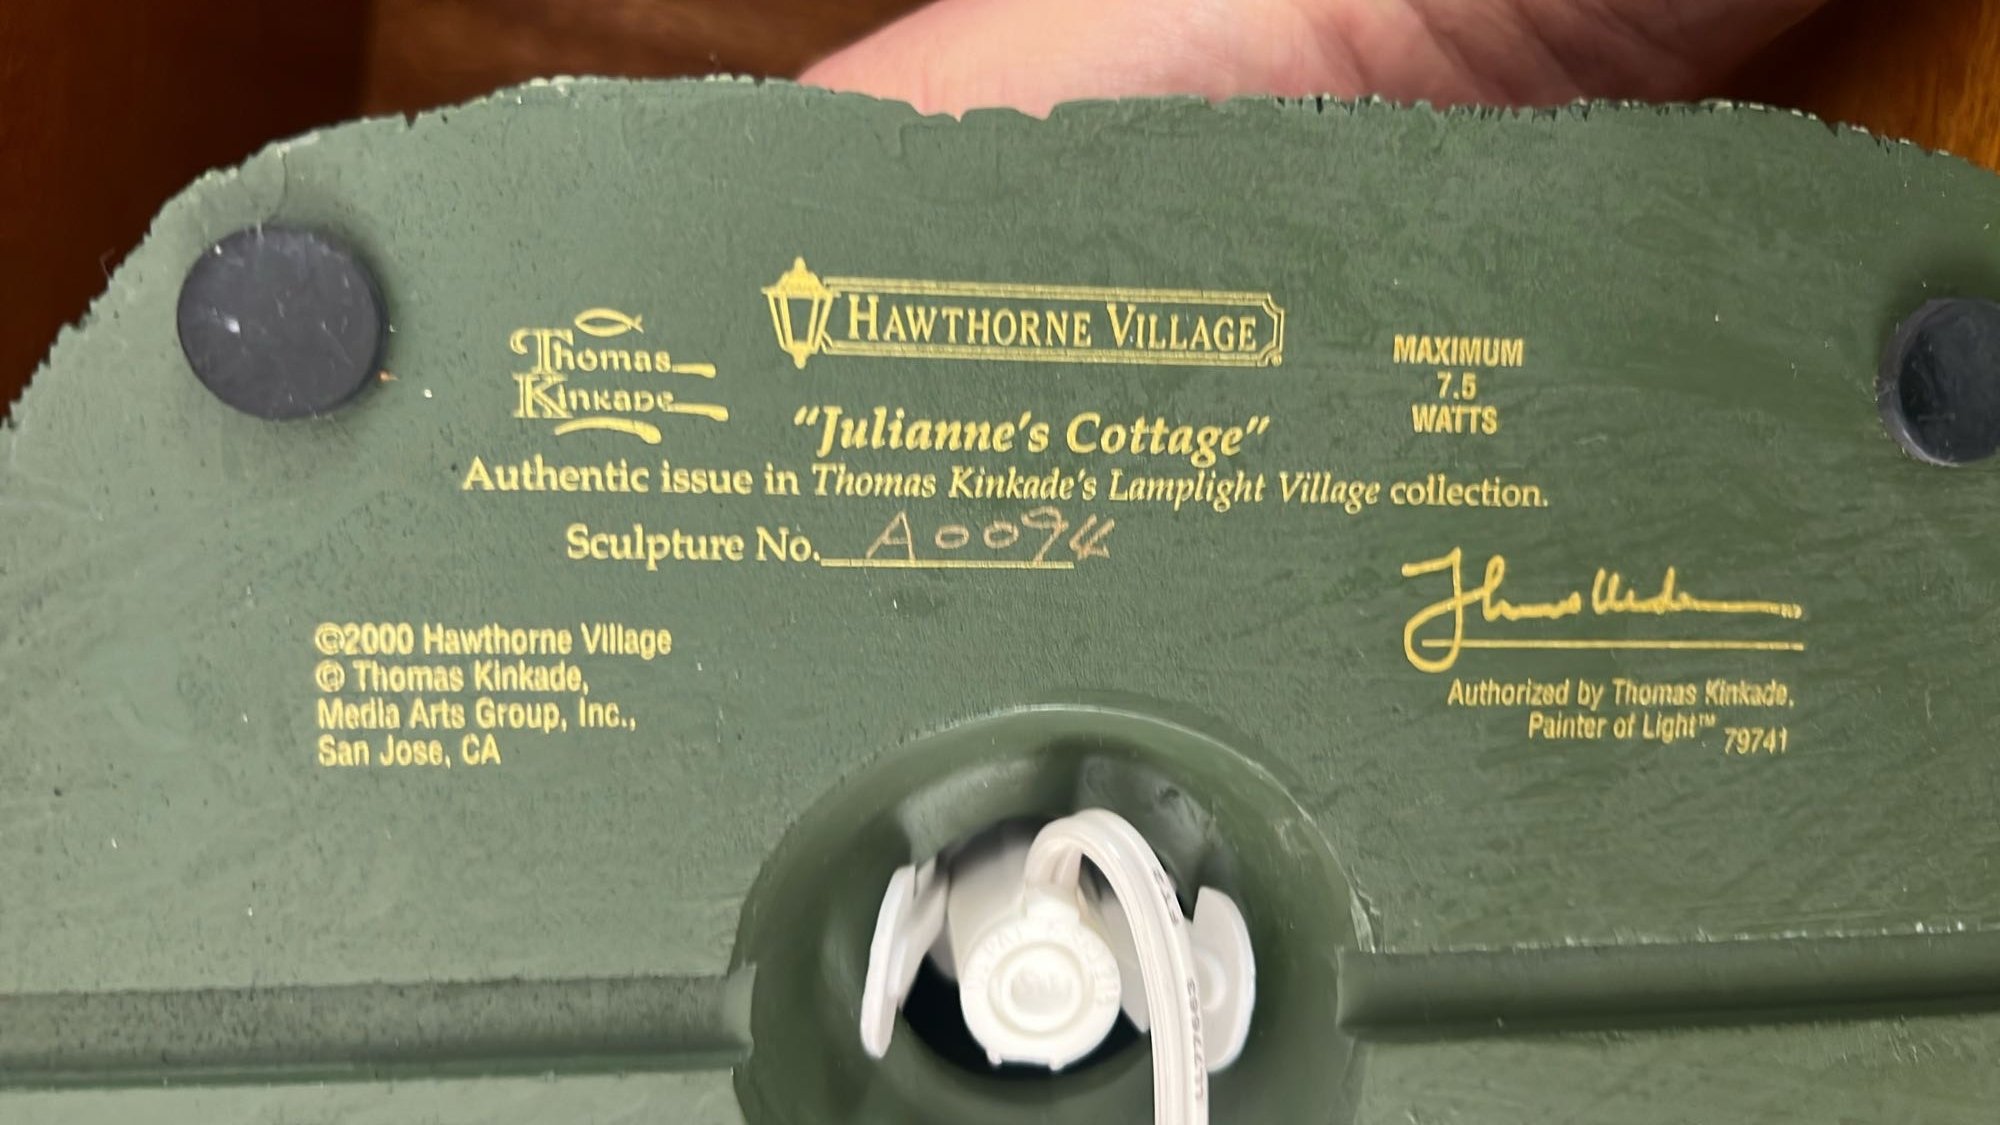 HAWTHORNE VILLAGE
Thomas
Kinkade
MAXIMUM
7.5
WATTS
"Julianne's Cottage"
Authentic issue in Thomas Kinkade's Lamplight Village collection.
Sculpture No. A0094
©2000 Hawthorne Village
© Thomas Kinkade,
Media Arts Group, Inc.,
San Jose, CA
Authorized by Thomas Kinkade,
Painter of Light™ 79741